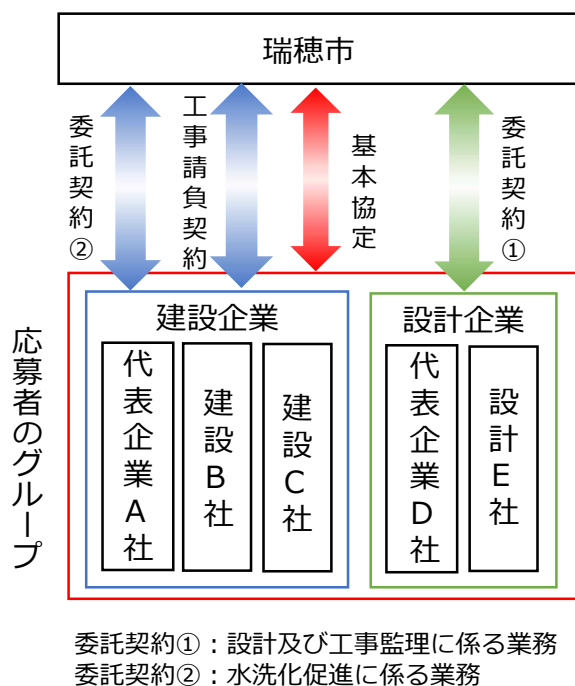 瑞穂市
委託契約②
工事請負契約
基本協定
委託契約①
応募者のグループ
建設企業
代表企業A社
建設B社
建設C社
設計企業
代表企業D社
設計E社
委託契約①：設計及び工事監理に係る業務
委託契約②：水洗化促進に係る業務